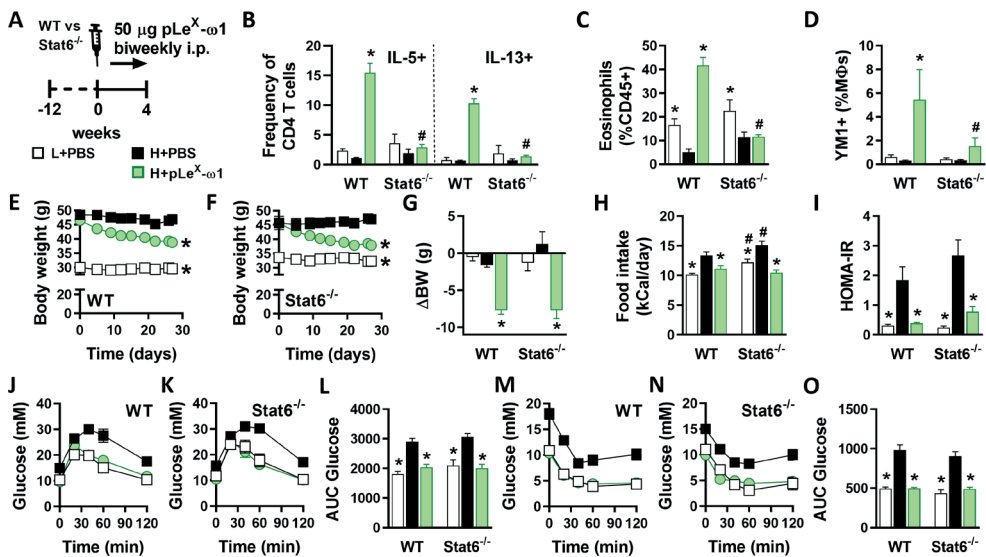 A
WT vs
Stat6-/-
50 µg pLeX-ω1
biweekly i.p.
-12
0
4
weeks
L+PBS
H+PBS
H+pLeX-ω1
B
Frequency of
CD4 T cells
20
15
10
5
0
*
IL-5+
IL-13+
*
#
#
WT
Stat6-/-
WT
Stat6-/-
C
Eosinophils
(%CD45+)
60
50
40
30
20
10
0
*
*
*
#
WT
Stat6-/-
D
YM1+ (%MΦs)
10
8
6
4
2
0
*
#
WT
Stat6-/-
E
Body weight (g)
50
45
40
35
30
20
0
*
*
WT
0
10
20
30
Time (days)
F
Body weight (g)
50
45
40
35
30
20
0
*
*
Stat6-/-
0
10
20
30
Time (days)
G
ΔBW (g)
5
0
-5
-10
*
*
WT
Stat6-/-
H
Food intake
(kCal/day)
25
20
15
10
5
0
*
*
#
*
#
*
WT
Stat6-/-
I
HOMA-IR
4
3
2
1
0
*
*
*
*
WT
Stat6-/-
J
Glucose (mM)
40
30
20
10
0
WT
0
30
60
90
120
Time (min)
K
Glucose (mM)
40
30
20
10
0
Stat6-/-
0
30
60
90
120
Time (min)
L
AUC Glucose
4000
3000
2000
1000
0
*
*
*
*
WT
Stat6-/-
M
Glucose (mM)
20
15
10
5
0
WT
0
30
60
90
120
Time (min)
N
Glucose (mM)
20
15
10
5
0
Stat6-/-
0
30
60
90
120
Time (min)
O
AUC Glucose
1500
1000
500
0
*
*
*
*
WT
Stat6-/-